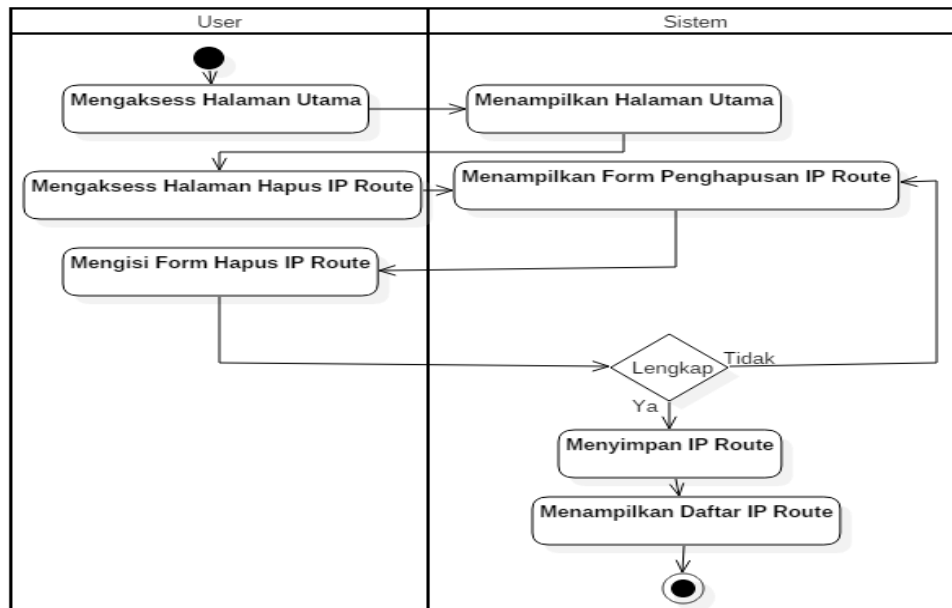 User
Sistem
Mengaksess Halaman Utama
Menampilkan Halaman Utama
Mengaksess Halaman Hapus IP Route
Menampilkan Form Penghapusan IP Route
Mengisi Form Hapus IP Route
Lengkap
Tidak
Ya
Menyimpan IP Route
Menampilkan Daftar IP Route